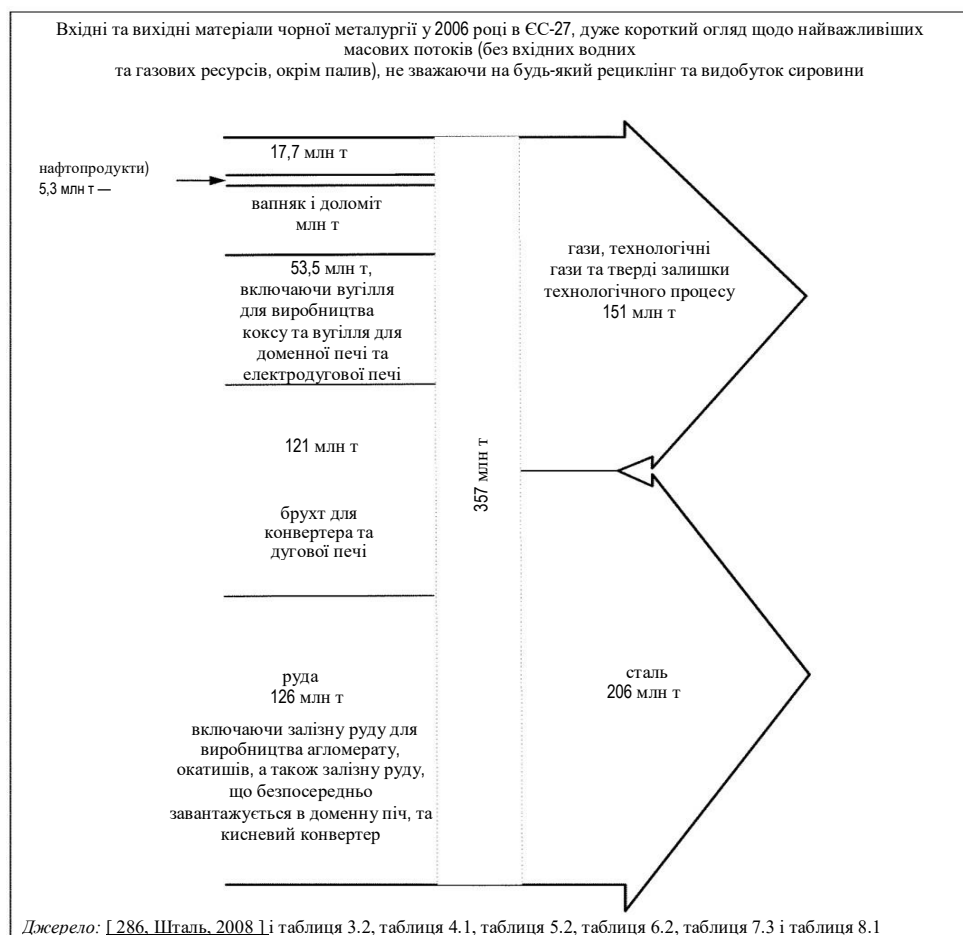 Вхідні та вихідні матеріали чорної металургії у 2006 році в ЄС-27, дуже короткий огляд щодо найважливіших
масових потоків (без вхідних водних
та газових ресурсів, окрім палив), не зважаючи на будь-який рециклінг та видобуток сировини
17,7 млн т
нафтопродукти)
5,3 млн т —
вапняк і доломіт
млн т
53,5 млн т,
включаючи вугілля
для виробництва
коксу та вугілля для
доменної печі та
електродугової печі
121 млн т
брухт для
конвертера та
дугової печі
руда
126 млн т
включаючи залізну руду для
виробництва агломерату,
окатишів, а також залізну руду,
що безпосередньо
завантажується в доменну піч, та
кисневий конвертер
357 млн т
гази, технологічні
гази та тверді залишки
технологічного процесу
151 млн т
сталь
206 млн т
Джерело: [ 286, Шталь, 2008 ] і таблиця 3.2, таблиця 4.1, таблиця 5.2, таблиця 6.2, таблиця 7.3 і таблиця 8.1